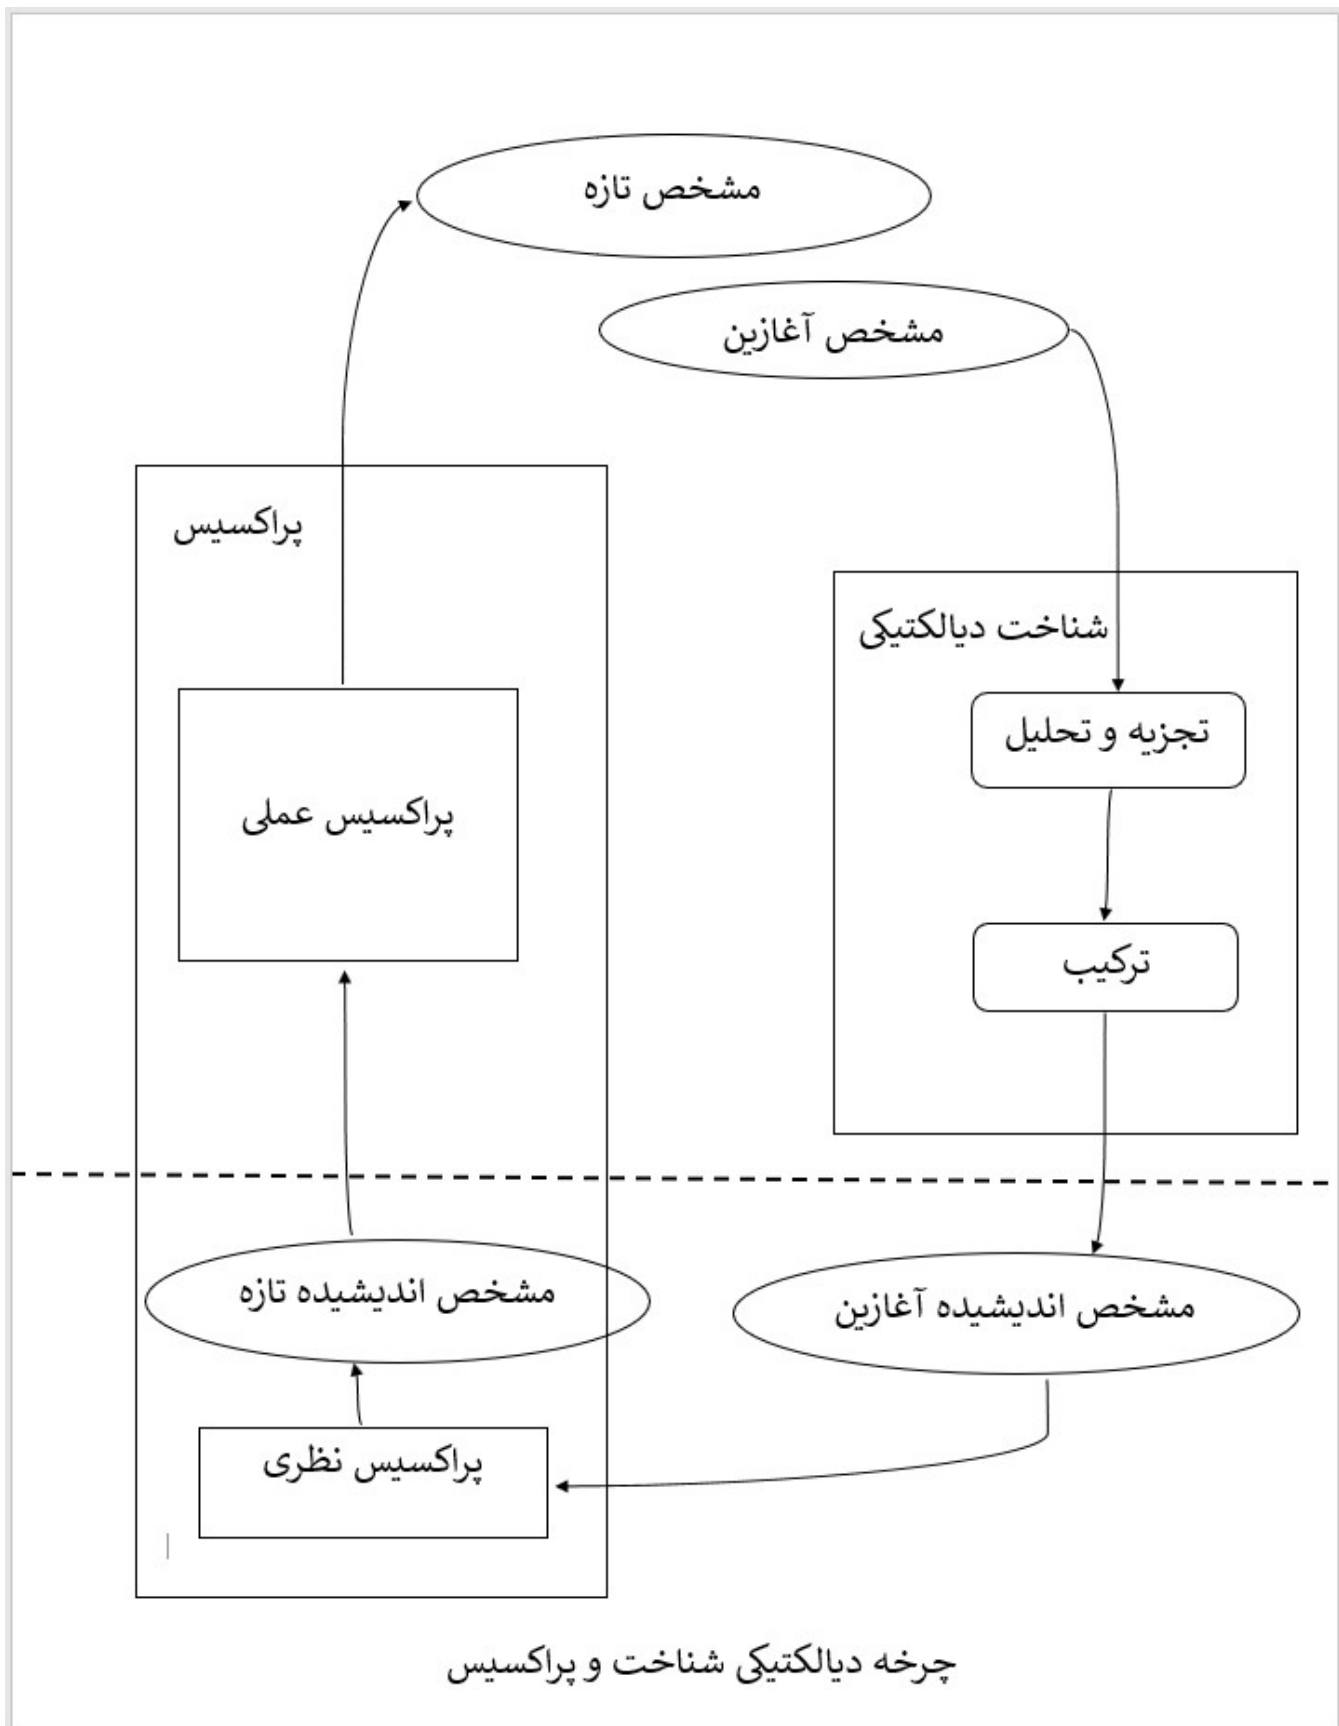 مشخص تازه
مشخص آغازین
پراکسیس
شناخت دیالکتیکی
تجزیه و تحلیل
پراکسیس عملی
ترکیب
مشخص اندیشیده تازه
مشخص اندیشیده آغازین
پراکسیس نظری
چرخه دیالکتیکی شناخت و پراکسیس